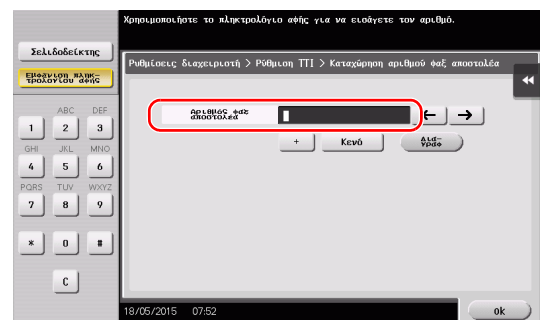 Χρησιμοποιήστε το πληκτρολόγιο αφής για να εισάγετε τον αριθμό.
Σελιδοδείκτης
Εμφάνιση πληκ-
τρολογίου αφής
Ρυθμίσεις διαχειριστή > Ρύθμιση TTI > Καταχώρηση αριθμού φαξ αποστολέα
Αριθμός φαξ
αποστολέα
← →
+ Κενό Δια-
γραφ
ABC DEF
1 2 3
GHI JKL MNO
4 5 6
PQRS TUV WXYZ
7 8 9
* 0 #
C
18/05/2015 07:52
ok